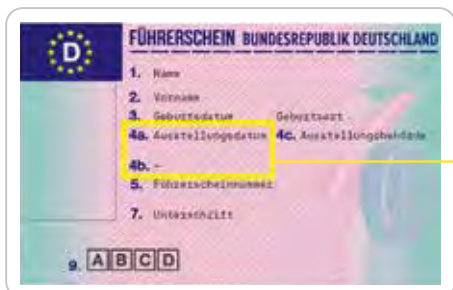 D
FÜHRERSCHEIN BUNDESREPUBLIK DEUTSCHLAND
1. Name
2. Vorname
3. Geburtsdatum Geburtsort
4a. Ausstellungsdatum 4c. Ausstellungsbehörde
4b. -
5. Führerscheinnummer
7. Unterschrift
9. A B C D